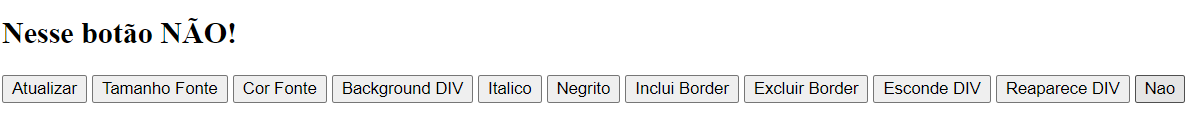 Nesse botão NÃO!
Atualizar Tamanho Fonte Cor Fonte Background DIV Italico Negrito Inclui Border Excluir Border Esconde DIV Reaparece DIV Nao